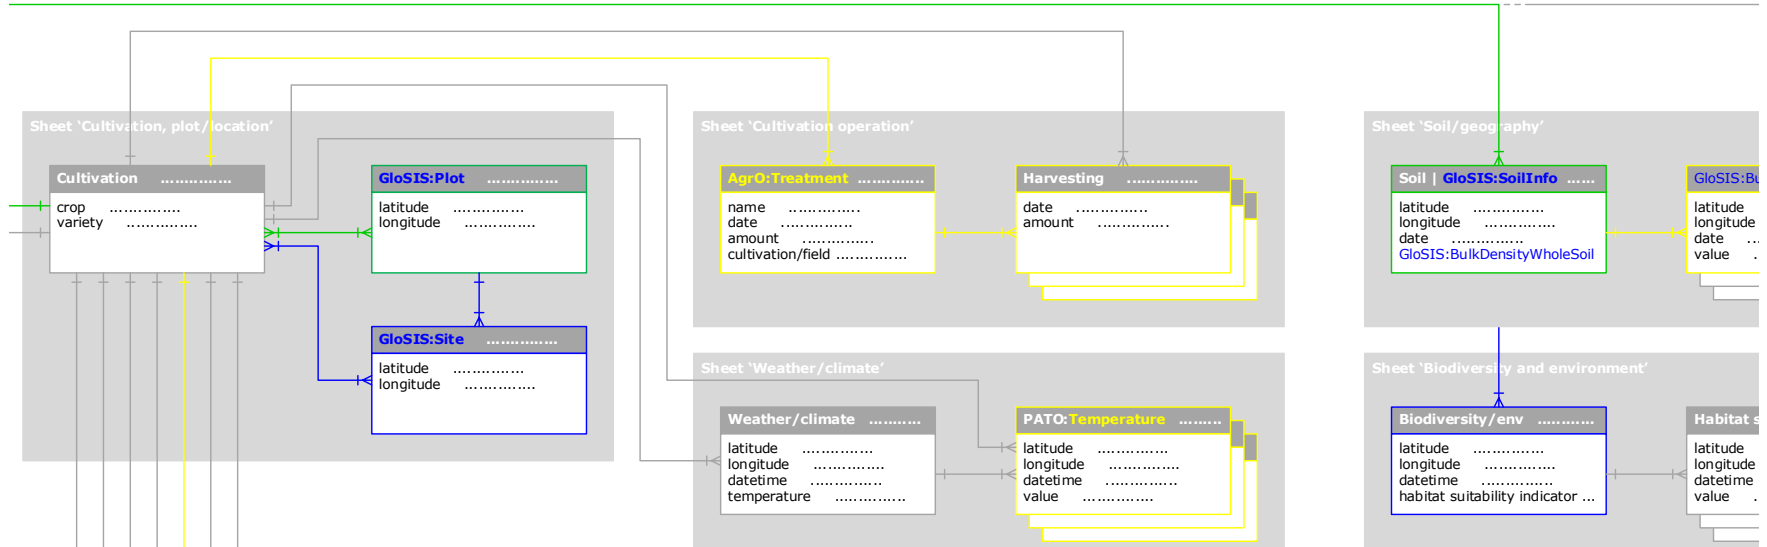 Sheet ‘Cultivation, plot/location’
Cultivation ...............
crop ...............
variety ...............
GloSIS:Plot ...............
latitude ...............
longitude ...............
GloSIS:Site ...............
latitude ...............
longitude ...............
Sheet ‘Cultivation operation’
AgrO:Treatment ..............
name ...............
date ...............
amount ...............
cultivation/field ...............
Harvesting ...............
date ...............
amount ...............
Sheet ‘Weather/climate’
Weather/climate ...........
latitude ...............
longitude ...............
datetime ...............
temperature ...............
PATO:Temperature .........
latitude ...............
longitude ...............
datetime ...............
value ...............
Sheet ‘Soil/geography’
Soil | GloSIS:SoilInfo ......
latitude ...............
longitude ...............
date ...............
GloSIS:BulkDensityWholeSoil
GloSIS:Bu
latitude
longitude
date ...
value .
Sheet ‘Biodiversity and environment’
Biodiversity/env ............
latitude ...............
longitude ...............
datetime ...............
habitat suitability indicator ...
Habitat s
latitude
longitude
datetime
value .